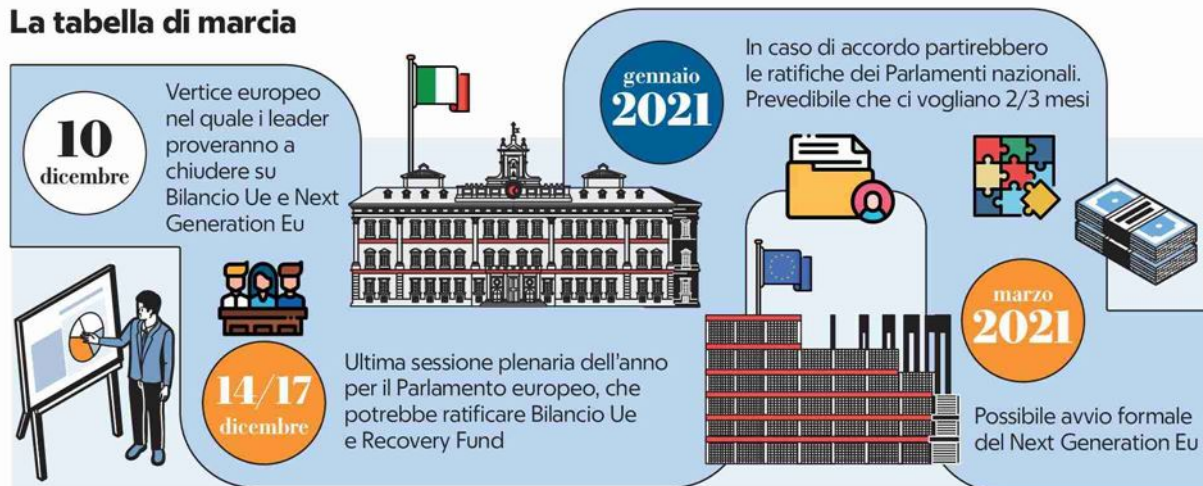 La tabella di marcia
10
dicembre
Vertice europeo
nel quale i leader
proveranno a
chiudere su
Bilancio Ue e Next
Generation Eu
14/17
dicembre
Ultima sessione plenaria dell'anno
per il Parlamento europeo, che
potrebbe ratificare Bilancio Ue
e Recovery Fund
gennaio
2021
In caso di accordo partirebbero
le ratifiche dei Parlamenti nazionali.
Prevedibile che ci vogliano 2/3 mesi
marzo
2021
Possibile avvio formale
del Next Generation Eu